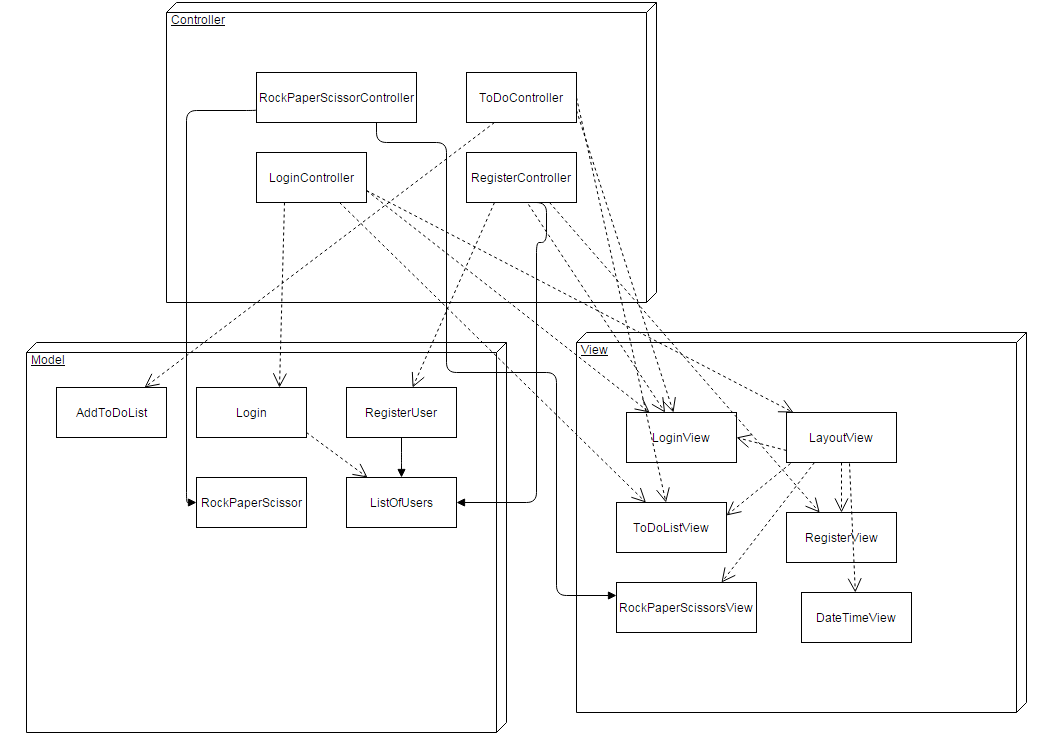 Controller
RockPaperScissorController
ToDoController
LoginController
RegisterController
Model
AddToDoList
Login
RegisterUser
RockPaperScissor
ListOfUsers
View
LoginView
LayoutView
ToDoListView
RegisterView
RockPaperScissorsView
DateTimeView